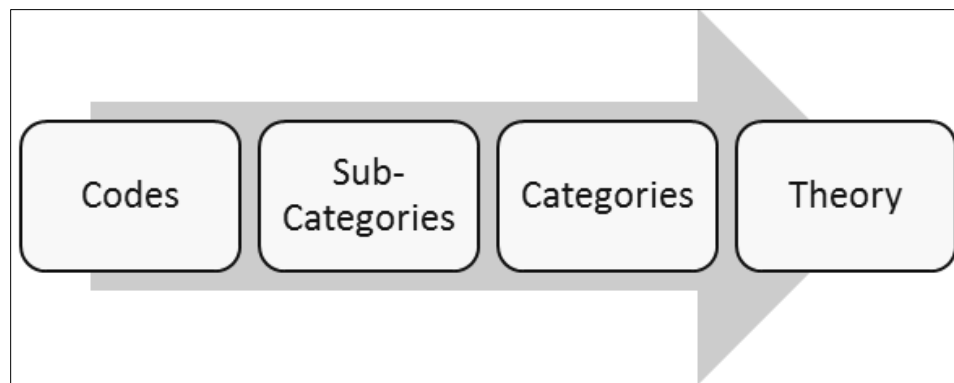 Codes
Sub-
Categories
Categories
Theory